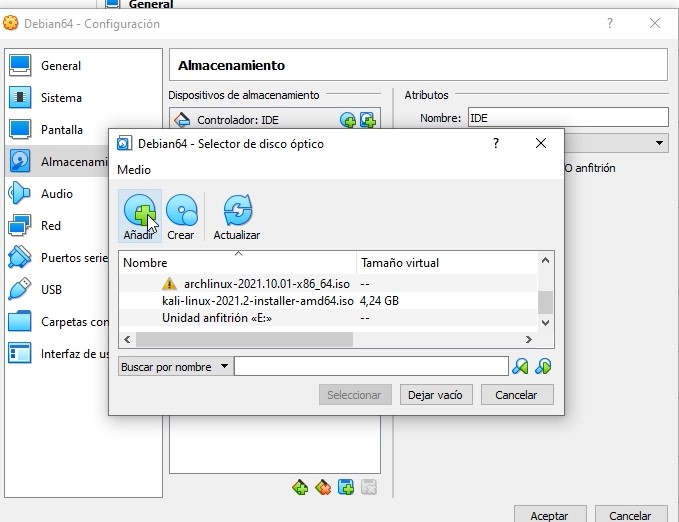 General
Debian64 - Configuración
General
Sistema
Pantalla
Almacenami
Audio
Red
Puertos serie
USB
Carpetas con
Interfaz de us
Almacenamiento
Dispositivos de almacenamiento
Controlador: IDE
Atributos
Nombre: IDE
O anfitrión
Debian64 - Selector de disco óptico
Medio
Añadir Crear Actualizar
Nombre Tamaño virtual
archlinux-2021.10.01-x86_64.iso --
kali-linux-2021.2-installer-amd64.iso 4,24 GB
Unidad anfitrión «E:» --
Buscar por nombre
Seleccionar Dejar vacío Cancelar
Aceptar Cancelar